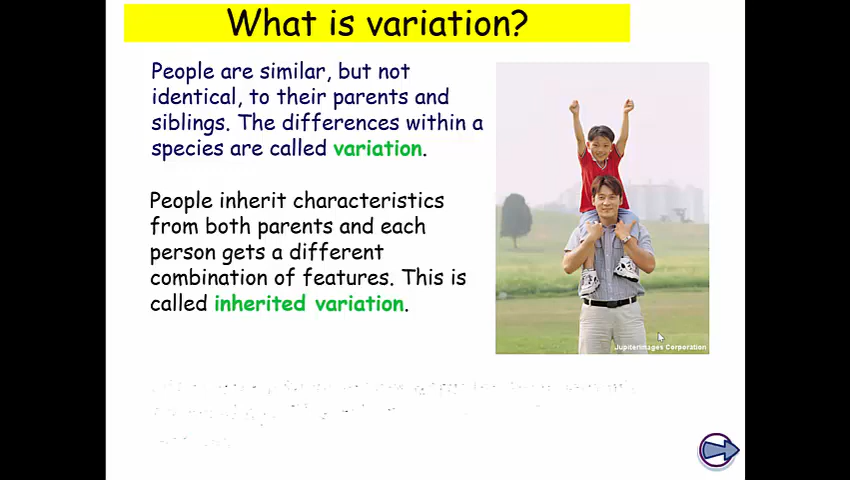 What is variation?
People are similar, but not
identical, to their parents and
siblings. The differences within a
species are called variation.
People inherit characteristics
from both parents and each
person gets a different
combination of features. This is
called inherited variation.
Jupiterimages Corporation